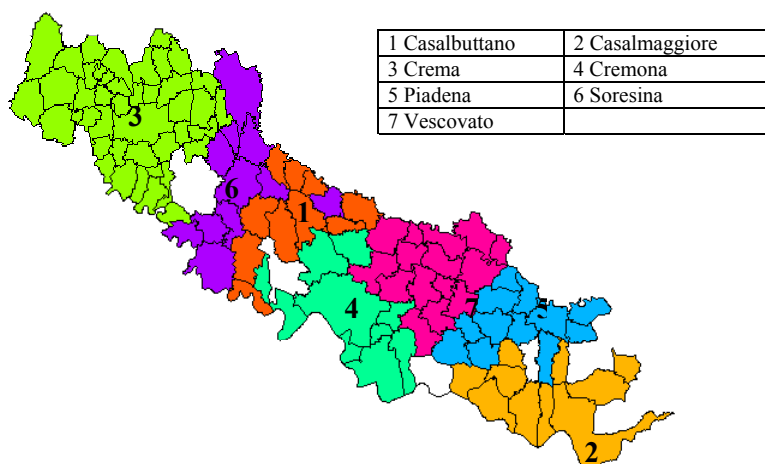 1 Casalbuttano 2 Casalmaggiore
3 Crema 4 Cremona
5 Piadena 6 Soresina
7 Vescovato
3
6
1
4
7
5
2